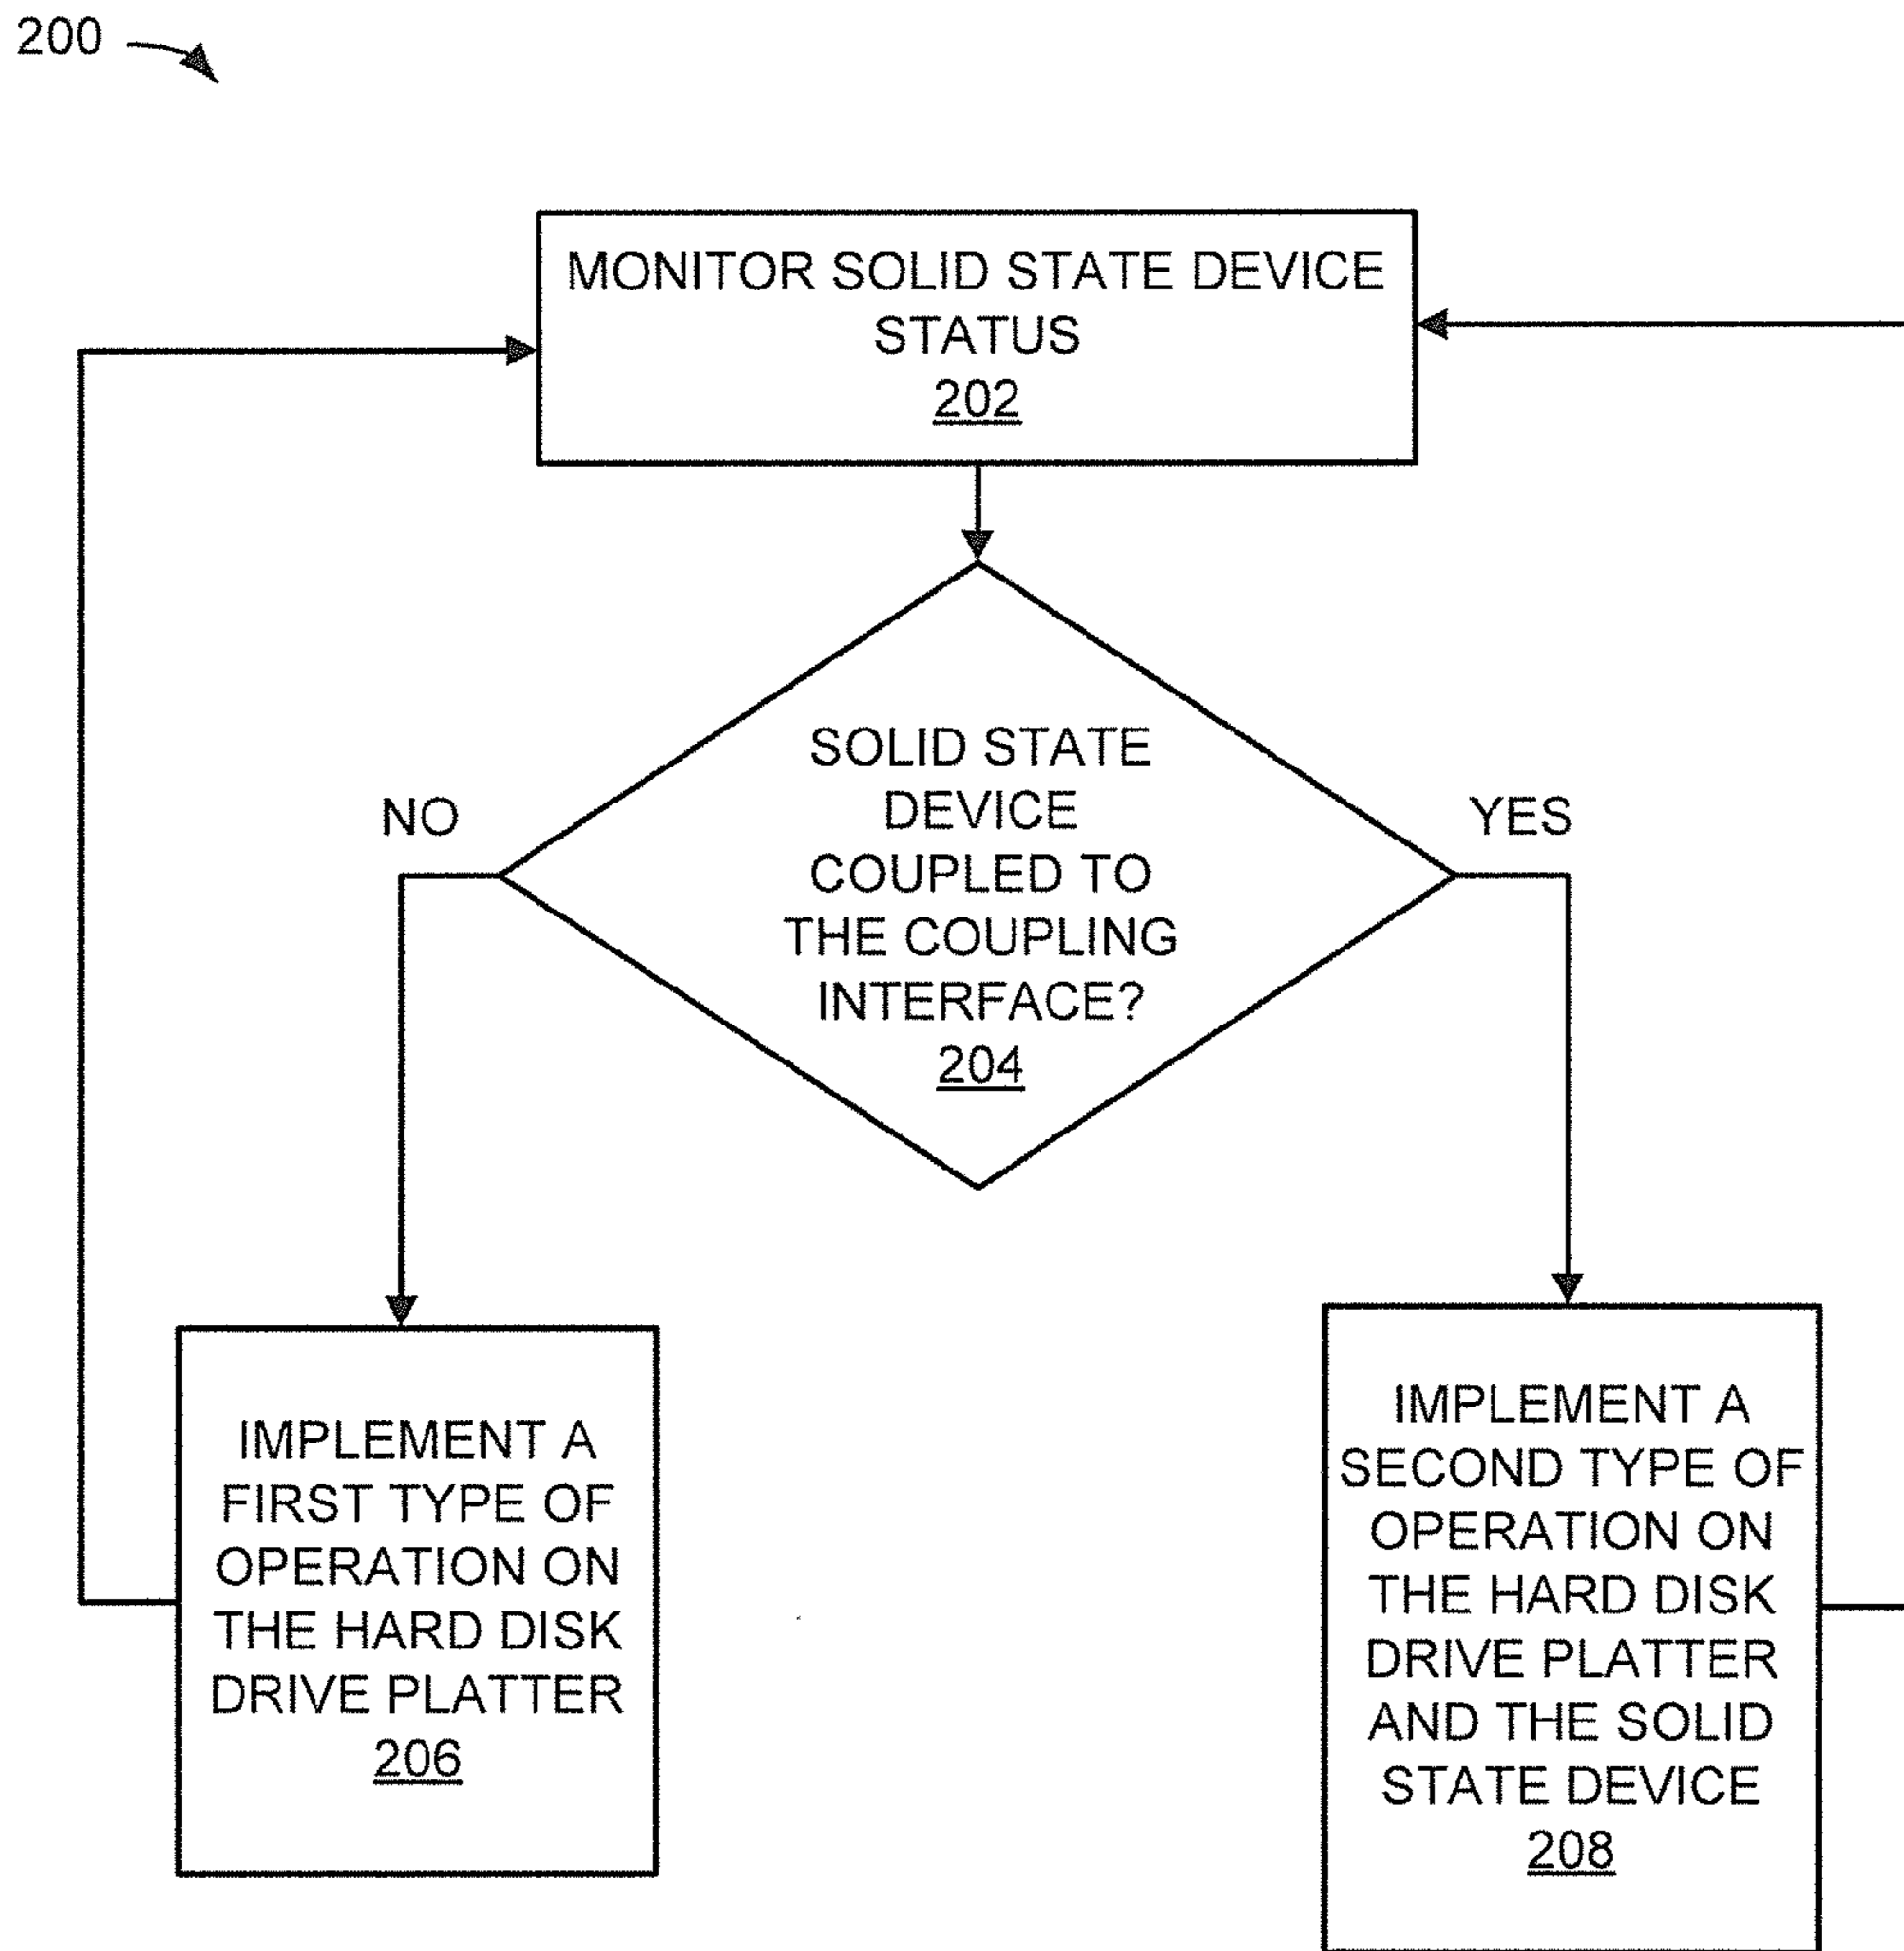 200
MONITOR SOLID STATE DEVICE
STATUS
202
SOLID STATE
DEVICE
COUPLED TO
THE COUPLING
INTERFACE?
204
NO
YES
IMPLEMENT A
FIRST TYPE OF
OPERATION ON
THE HARD DISK
DRIVE PLATTER
206
IMPLEMENT A
SECOND TYPE OF
OPERATION ON
THE HARD DISK
DRIVE PLATTER
AND THE SOLID
STATE DEVICE
208